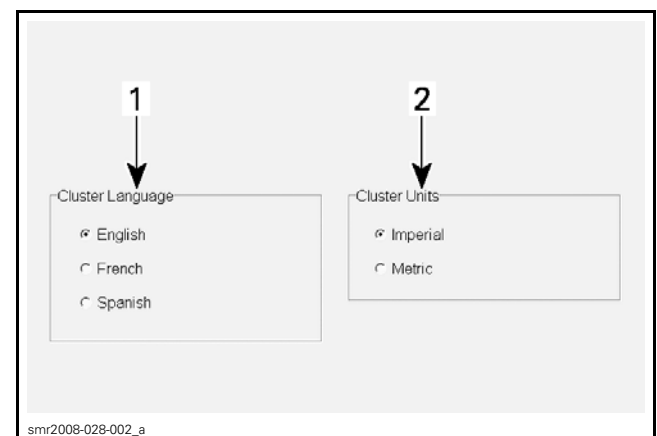 1
2
Cluster Language
English
French
Spanish
Cluster Units
Imperial
Metric
smr2008-028-002_a